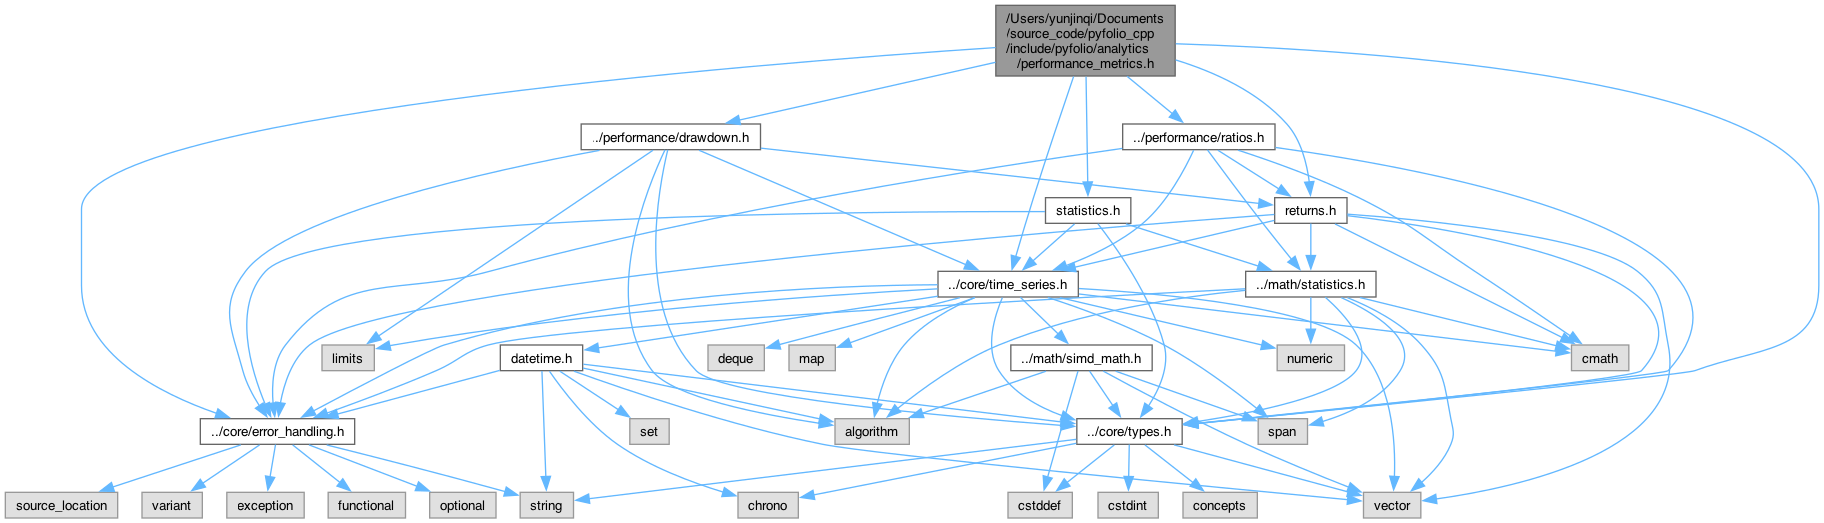 /Users/yunjinqi/Documents
/source_code/pyfolio_cpp
/include/pyfolio/analytics
/performance_metrics.h
../performance/drawdown.h
../performance/ratios.h
statistics.h
returns.h
../core/time_series.h
../math/statistics.h
limits
datetime.h
deque
map
../math/simd_math.h
numeric
cmath
../core/error_handling.h
set
algorithm
../core/types.h
span
source_location
variant
exception
functional
optional
string
chrono
cstddef
cstdint
concepts
vector